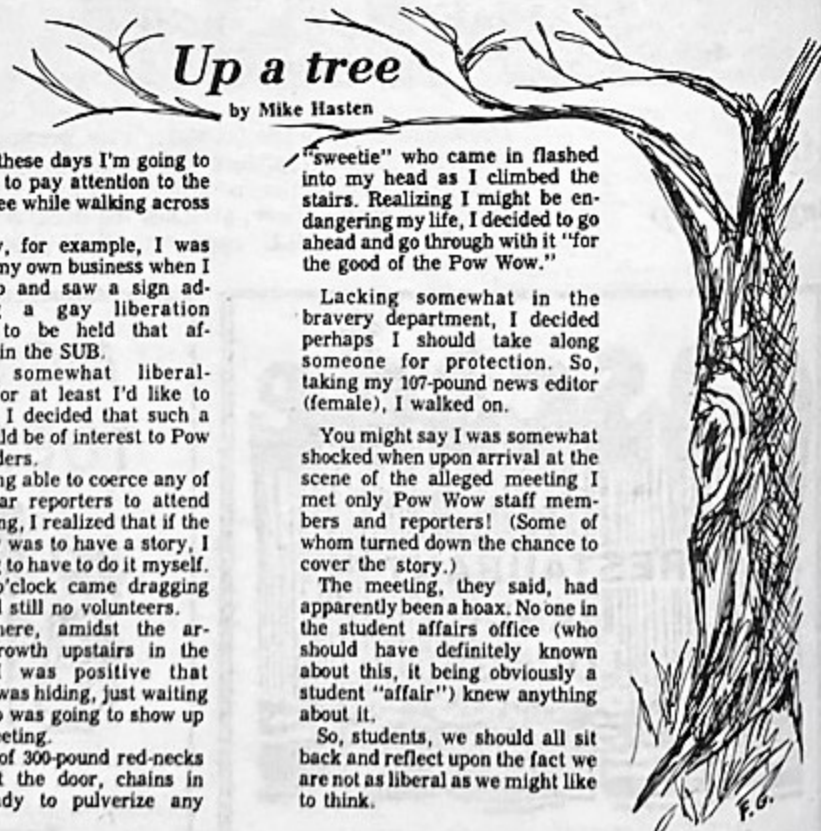 Up a tree
by Mike Hasten
these days I'm going to
to pay attention to the
ee while walking across
y, for example, I was
my own business when I
p and saw a sign ad-
g a gay liberation
to be held that af-
in the SUB.
somewhat liberal-
or at least I'd like to
I decided that such a
ld be of interest to Pow
ders.
ng able to coerce any of
ar reporters to attend
ng, I realized that if the
was to have a story, I
g to have to do it myself.
o'clock came dragging
d still no volunteers.
here, amidst the ar-
rowth upstairs in the
I was positive that
was hiding, just waiting
o was going to show up
eeting.
of 300-pound red-necks
t the door, chains in
dy to pulverize any
"sweetie" who came in flashed
into my head as I climbed the
stairs. Realizing I might be en-
dangering my life, I decided to go
ahead and go through with it "for
the good of the Pow Wow."
Lacking somewhat in the
bravery department, I decided
perhaps I should take along
someone for protection. So,
taking my 107-pound news editor
(female), I walked on.
You might say I was somewhat
shocked when upon arrival at the
scene of the alleged meeting I
met only Pow Wow staff mem-
bers and reporters! (Some of
whom turned down the chance to
cover the story.)
The meeting, they said, had
apparently been a hoax. No one in
the student affairs office (who
should have definitely known
about this, it being obviously a
student "affair") knew anything
about it.
So, students, we should all sit
back and reflect upon the fact we
are not as liberal as we might like
to think.
F.G.